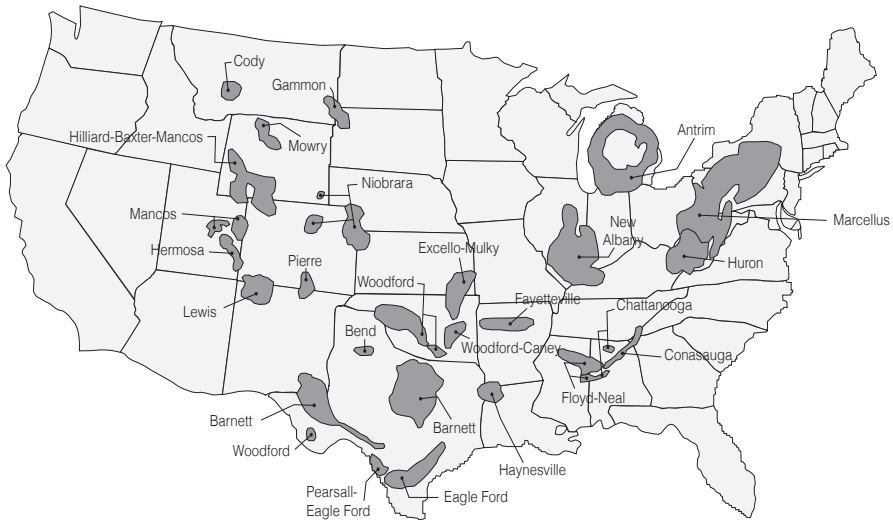 Cody
Gammon
Antrim
Hilliard-Baxter-Mancos
Mowry
Niobrara
Mancos
Marcellus
New
Albany
Hermosa
Excello-Mulky
Pierre
Huron
Woodford
Lewis
Fayetteville
Chattanooga
Bend
Woodford-Caney
Conasauga
Floyd-Neal
Barnett
Barnett
Woodford
Haynesville
Pearsall-
Eagle Ford
Eagle Ford